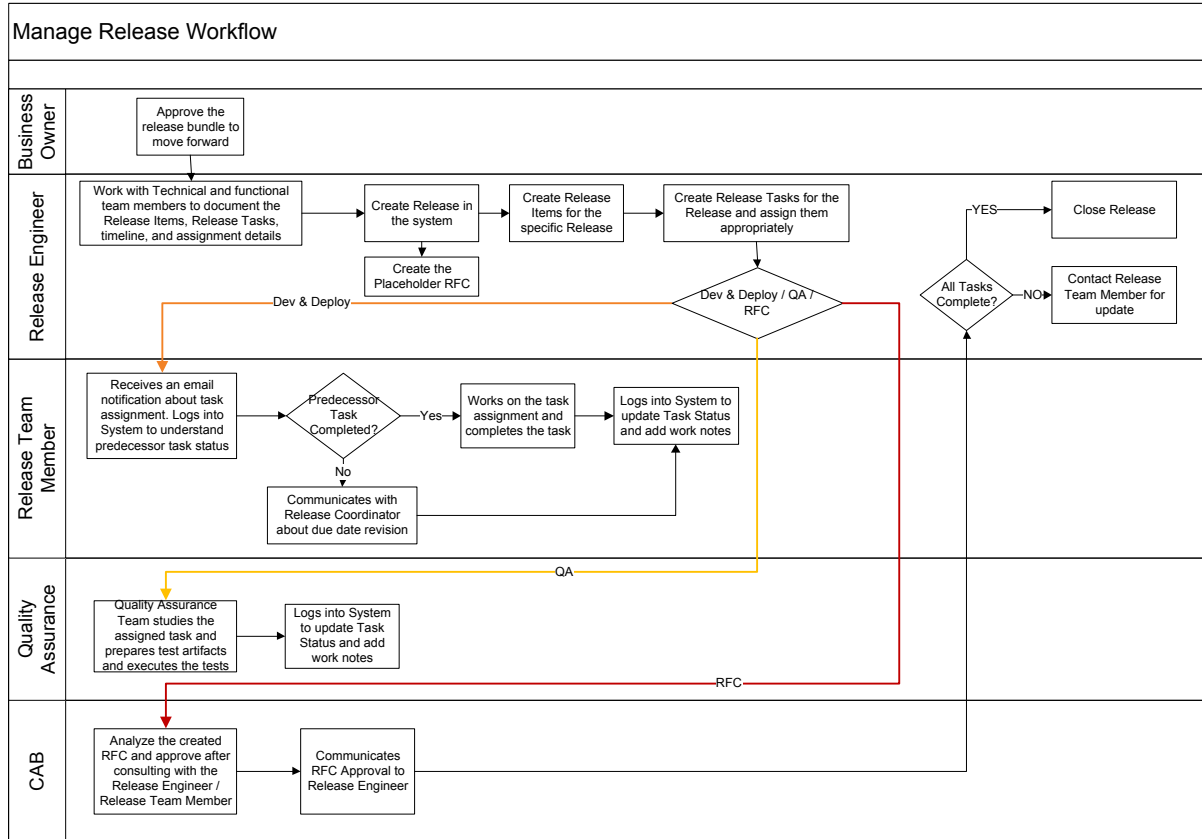 Manage Release Workflow
Business
Owner
Approve the
release bundle to
move forward
Release Engineer
Work with Technical and functional
team members to document the
Release Items, Release Tasks,
timeline, and assignment details
Create Release in
the system
Create Release
Items for the
specific Release
Create Release Tasks for the
Release and assign them
appropriately
Create the
Placeholder RFC
Dev & Deploy
Dev & Deploy / QA /
RFC
All Tasks
Complete?
YES
Close Release
NO
Contact Release
Team Member for
update
Release Team
Member
Receives an email
notification about task
assignment. Logs into
System to understand
predecessor task status
Predecessor
Task
Completed?
Yes
Works on the task
assignment and
completes the task
Logs into System to
update Task Status
and add work notes
No
Communicates with
Release Coordinator
about due date revision
Quality
Assurance
QA
Quality Assurance
Team studies the
assigned task and
prepares test artifacts
and executes the tests
Logs into System
to update Task
Status and add
work notes
RFC
CAB
Analyze the created
RFC and approve after
consulting with the
Release Engineer /
Release Team Member
Communicates
RFC Approval to
Release Engineer